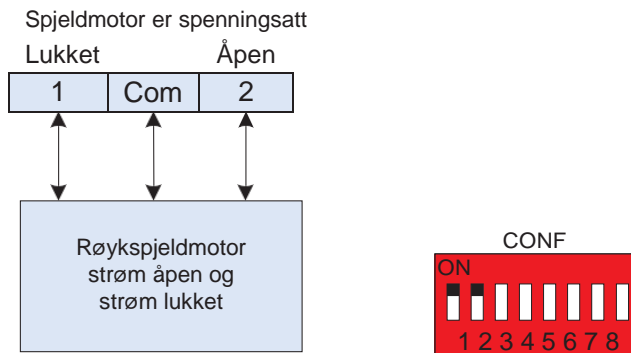 Spjeldmotor er spenningsatt
Lukket Åpen
1 Com 2
Røykspjeldmotor
strøm åpen og
strøm lukket
CONF
ON
1 2 3 4 5 6 7 8